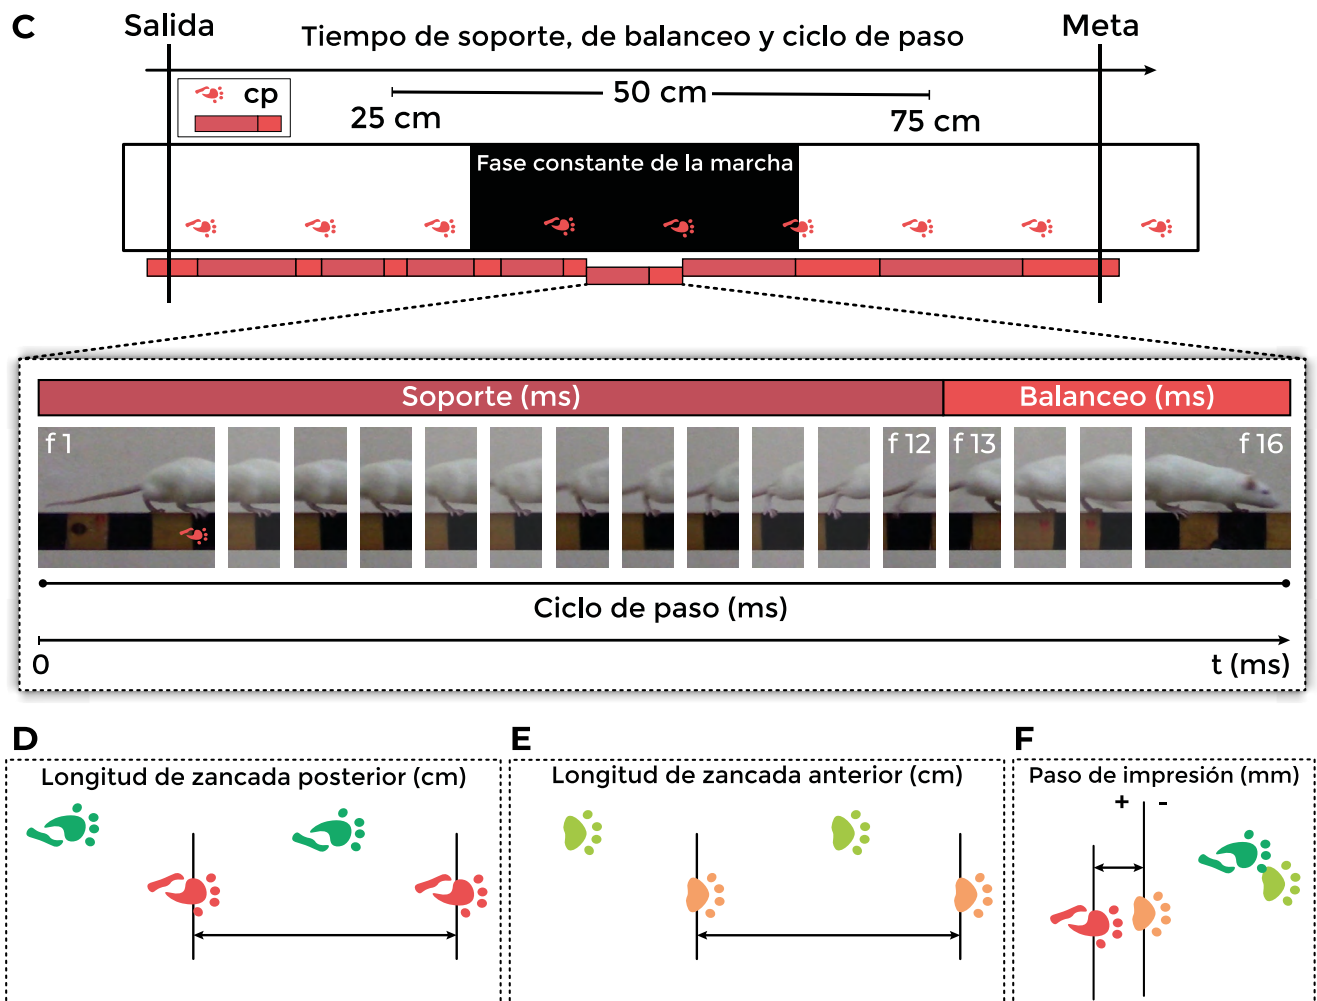 C
Salida
Tiempo de soporte, de balanceo y ciclo de paso
Meta
cp
50 cm
25 cm
75 cm
Fase constante de la marcha
Soporte (ms)
Balanceo (ms)
f 1
f 12
f 13
f 16
Ciclo de paso (ms)
0
t (ms)
D
Longitud de zancada posterior (cm)
E
Longitud de zancada anterior (cm)
F
Paso de impresión (mm)
+
-